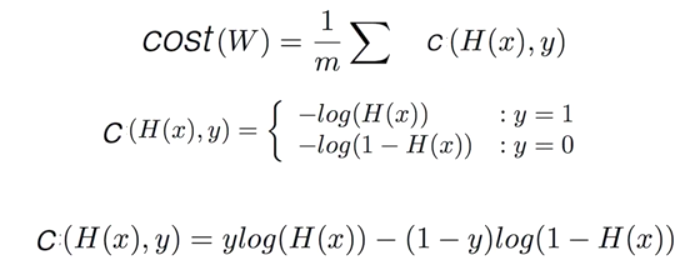 cost(W) = 1/m ∑ c(H(x), y)
C(H(x), y) = { -log(H(x)) : y = 1
-log(1 - H(x)) : y = 0
C:(H(x), y) = ylog(H(x)) - (1 - y)log(1 - H(x))